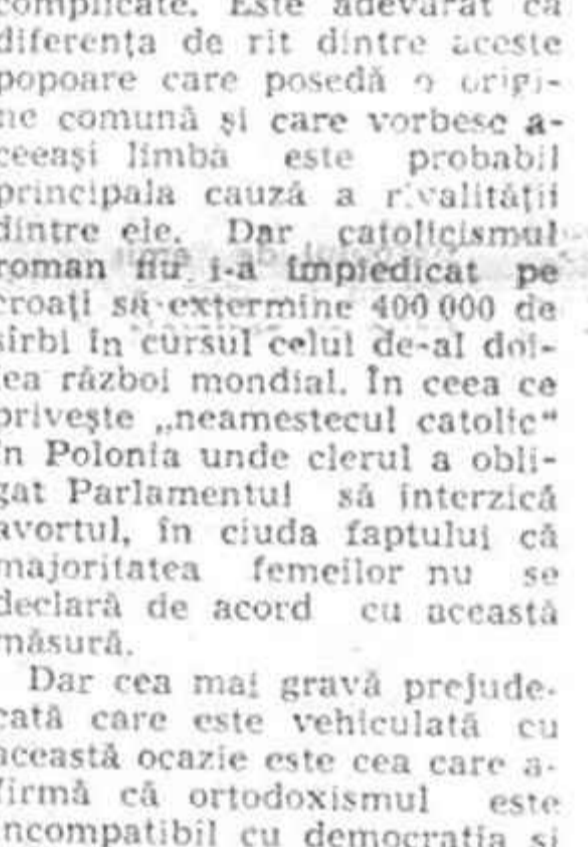 complicate. Este adevărat că
diferența de rit dintre aceste
popoare care posedă o origi-
ne comună și care vorbesc a-
ceeași limbă este probabil
principala cauză a rivalității
dintre ele. Dar catolicismul
roman nu i-a împiedicat pe
croați să extermine 400 000 de
sîrbi în cursul celui de-al doi-
lea război mondial. În ceea ce
privește „neamestecul catolic“
în Polonia unde clerul a obli-
gat Parlamentul să interzică
avortul, în ciuda faptului că
majoritatea femeilor nu se
declară de acord cu această
măsură.
Dar cea mai gravă prejude-
cată care este vehiculată cu
această ocazie este cea care a-
firmă că ortodoxismul este
incompatibil cu democrația și